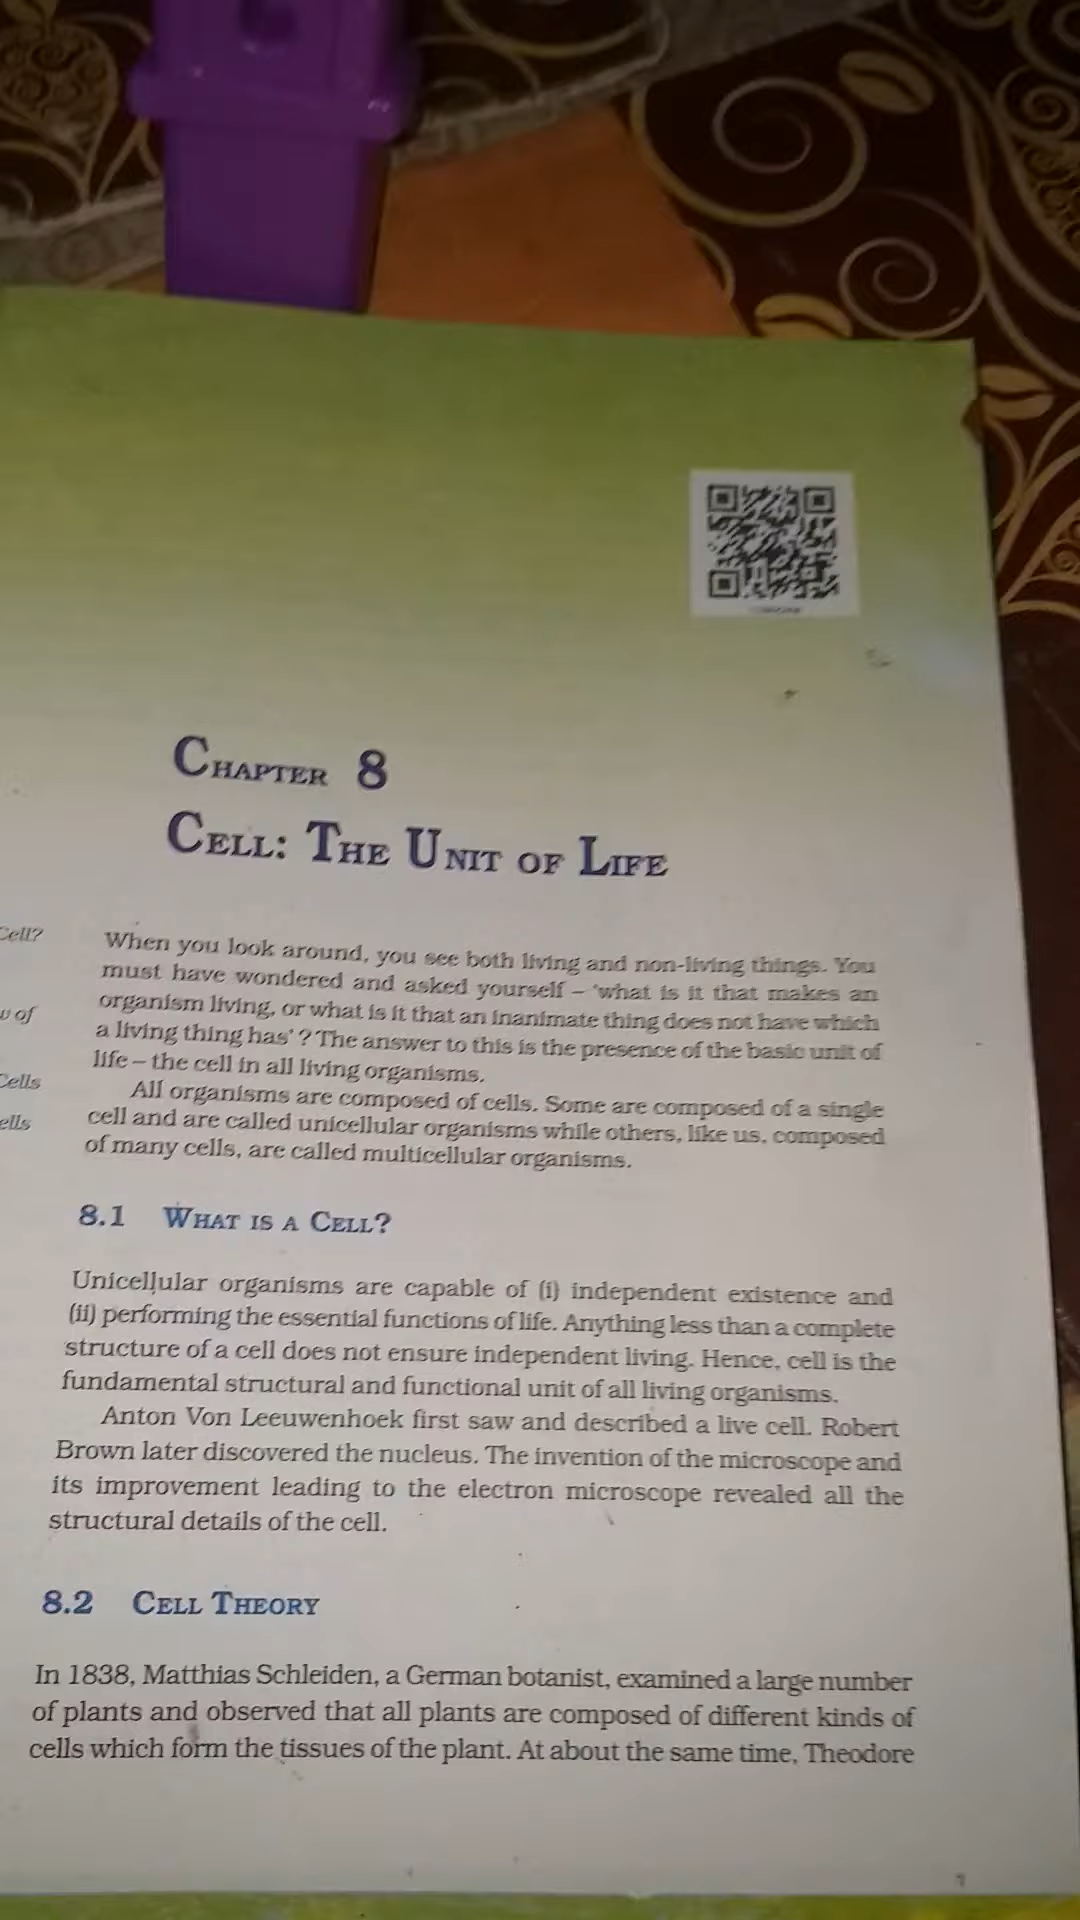 CHAPTER 8
CELL: THE UNIT OF LIFE
Cell?
of
Cells
When you look around, you see both living and non-living things. You
must have wondered and asked yourself – 'what is it that makes an
organism living, or what is it that an inanimate thing does not have which
a living thing has' ? The answer to this is the presence of the basic unit of
life – the cell in all living organisms.
All organisms are composed of cells. Some are composed of a single
cell and are called unicellular organisms while others, like us, composed
of many cells, are called multicellular organisms.
8.1 WHAT IS A CELL?
Unicellular organisms are capable of (i) independent existence and
(ii) performing the essential functions of life. Anything less than a complete
structure of a cell does not ensure independent living. Hence, cell is the
fundamental structural and functional unit of all living organisms.
Anton Von Leeuwenhoek first saw and described a live cell. Robert
Brown later discovered the nucleus. The invention of the microscope and
its improvement leading to the electron microscope revealed all the
structural details of the cell.
8.2 CELL THEORY
In 1838, Matthias Schleiden, a German botanist, examined a large number
of plants and observed that all plants are composed of different kinds of
cells which form the tissues of the plant. At about the same time, Theodore